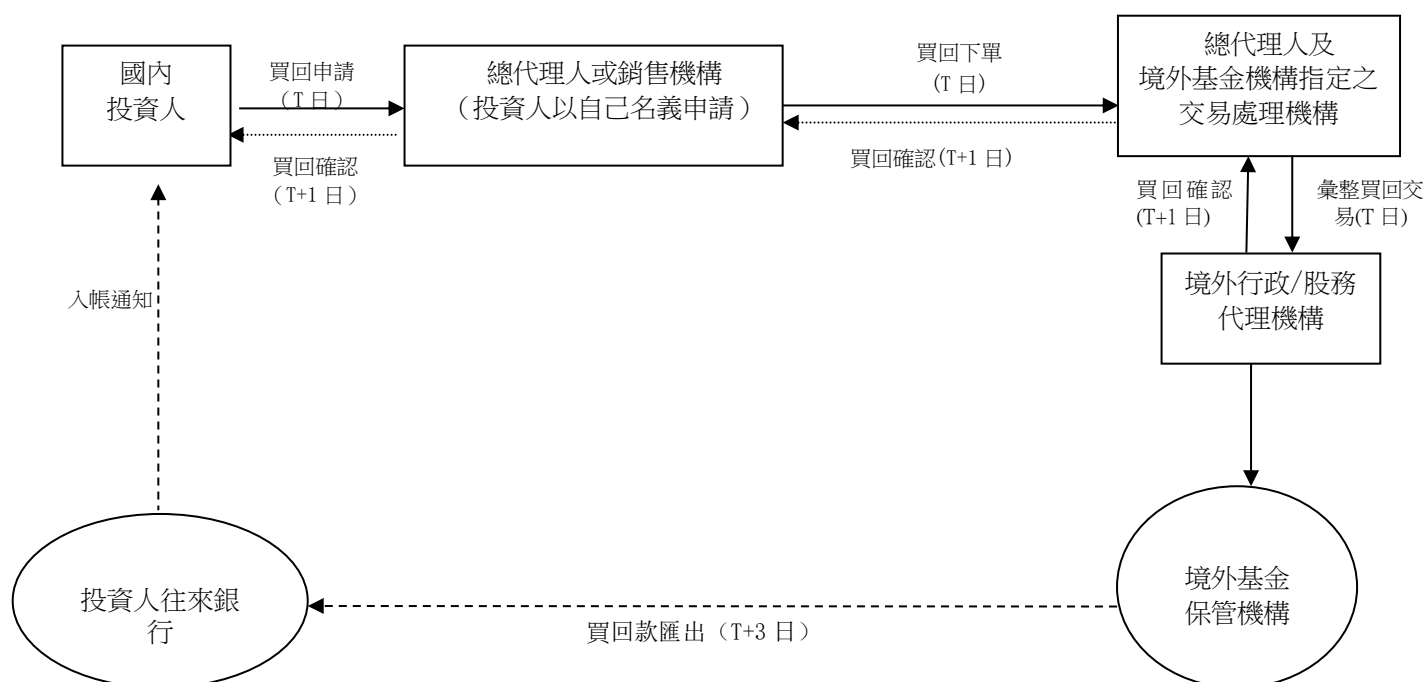 國內
投資人
買回申請
（T 日）
買回確認
（T+1 日）
總代理人或銷售機構
（投資人以自己名義申請）
買回下單
(T 日)
買回確認(T+1 日)
總代理人及
境外基金機構指定之
交易處理機構
買回確認
(T+1 日)
彙整買回交
易(T 日)
境外行政/股務
代理機構
入帳通知
境外基金
保管機構
買回款匯出（T+3 日）
投資人往來銀
行